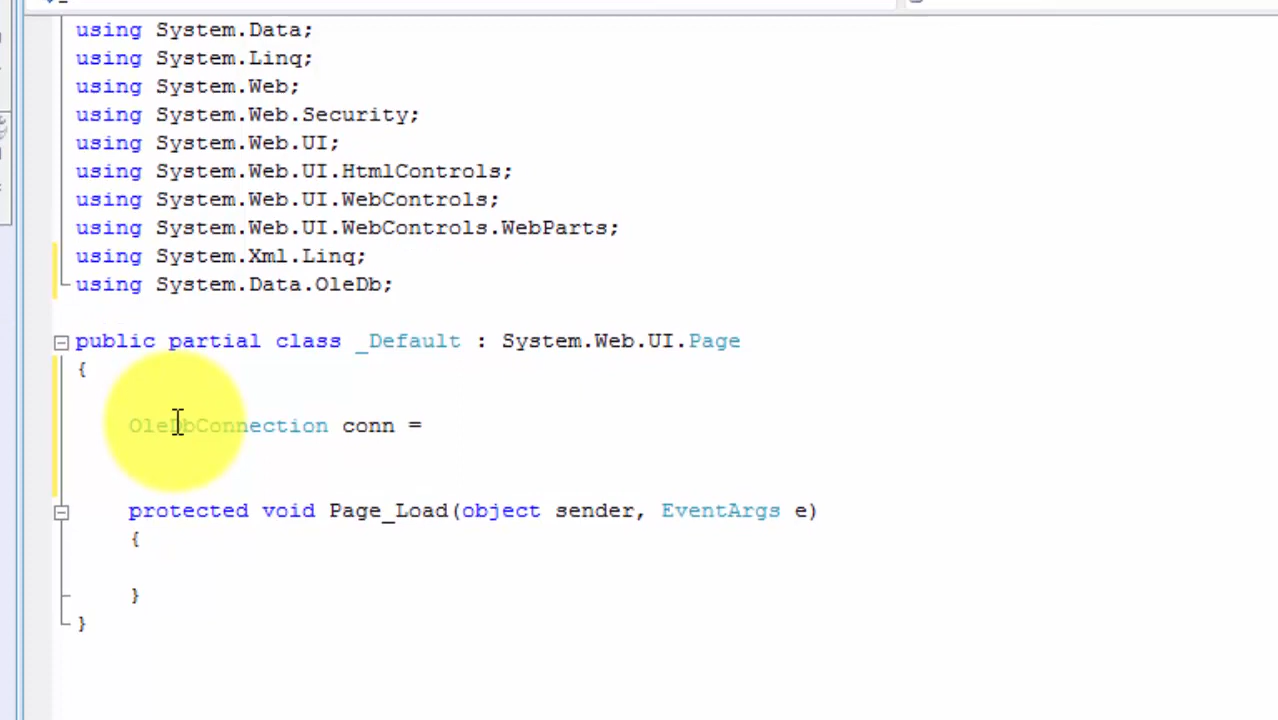 using System.Data;
using System.Linq;
using System.Web;
using System.Web.Security;
using System.Web.UI;
using System.Web.UI.HtmlControls;
using System.Web.UI.WebControls;
using System.Web.UI.WebControls.WebParts;
using System.Xml.Linq;
using System.Data.OleDb;
public partial class _Default : System.Web.UI.Page
{
OleDbConnection conn =
protected void Page_Load(object sender, EventArgs e)
{
}
}